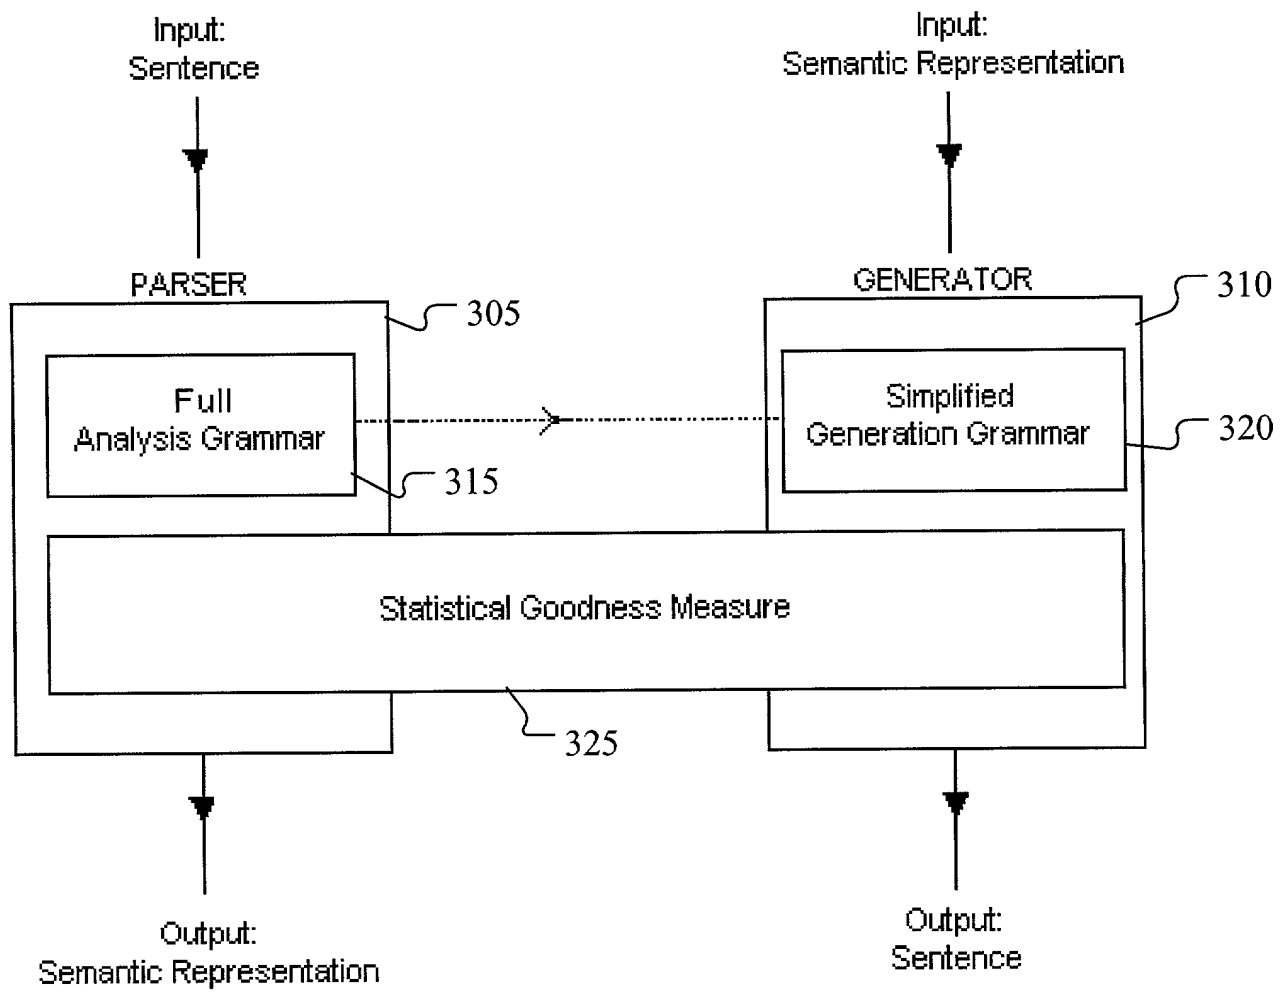 Input:
Sentence
Input:
Semantic Representation
PARSER
GENERATOR
305
310
Full
Analysis Grammar
315
Simplified
Generation Grammar
320
Statistical Goodness Measure
325
Output:
Semantic Representation
Output:
Sentence